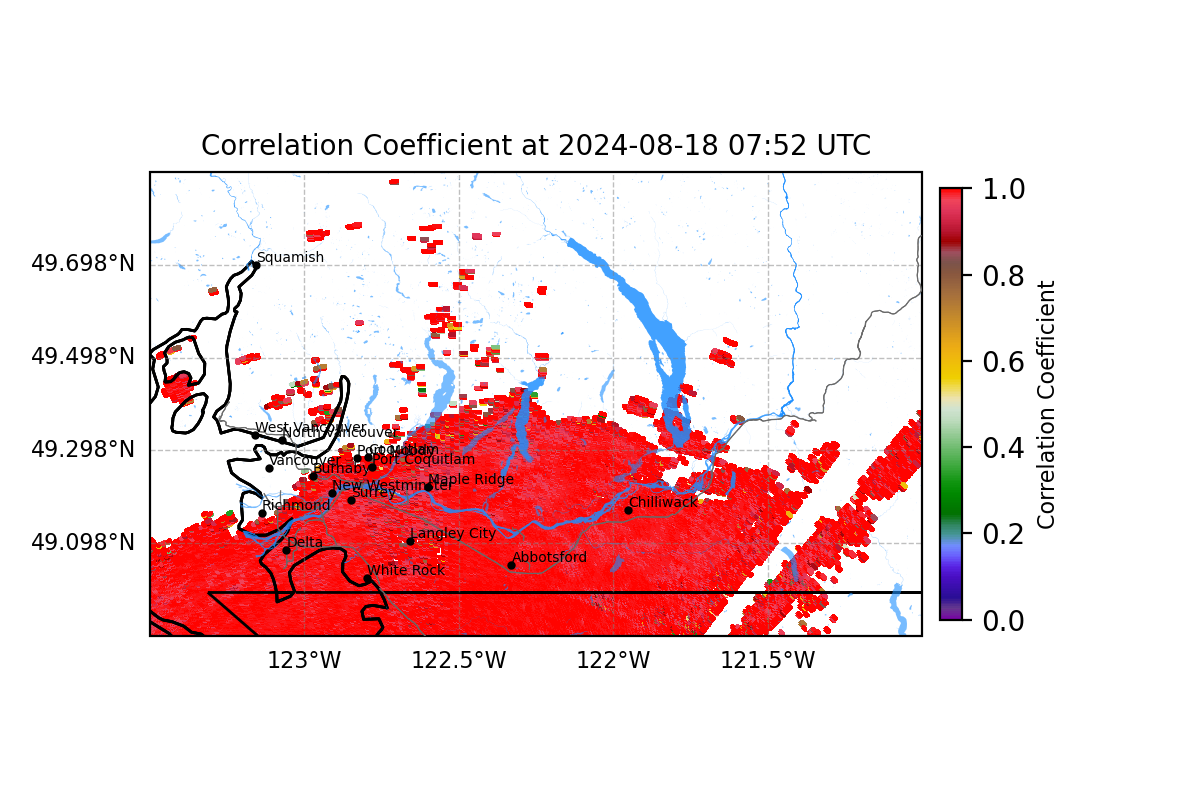 Correlation Coefficient at 2024-08-18 07:52 UTC
49.698°N
49.498°N
49.298°N
49.098°N
123°W
122.5°W
122°W
121.5°W
Squamish
West Vancouver
North Vancouver
Port Moody
Coquitlam
Port Coquitlam
Vancouver
Burnaby
Maple Ridge
New Westminster
Surrey
Richmond
Chilliwack
Langley City
Delta
Abbotsford
White Rock
1.0
0.8
0.6
0.4
0.2
0.0
Correlation Coefficient